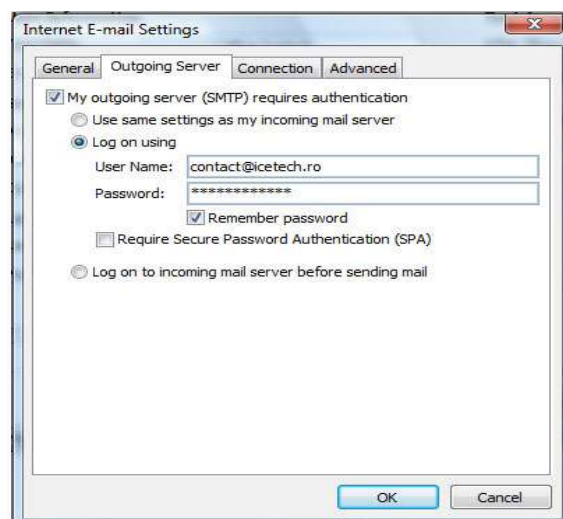 Internet E-mail Settings
General Outgoing Server Connection Advanced
My outgoing server (SMTP) requires authentication
Use same settings as my incoming mail server
Log on using
User Name: contact@icetech.ro
Password: ************
Remember password
Require Secure Password Authentication (SPA)
Log on to incoming mail server before sending mail
OK Cancel